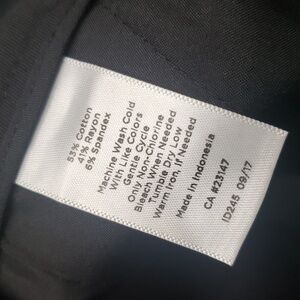 53% Cotton
41% Rayon
6% Spandex
Machine Wash Cold
With Like Colors
Gentle Cycle
Only Non-Chlorine
Bleach When Needed
Tumble Dry Low
Warm Iron, If Needed
Made in Indonesia
CA #23147
ID245 09/17